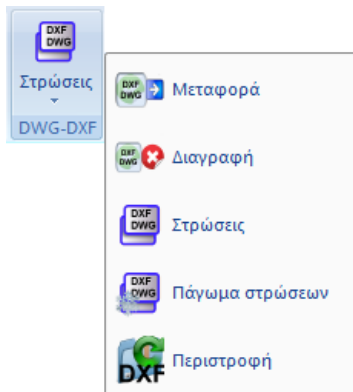 DXF
DWG
Στρώσεις
DWG-DXF
DXF
DWG
Μεταφορά
DXF
DWG
Διαγραφή
DXF
DWG
Στρώσεις
DXF
DWG
Πάγωμα στρώσεων
DXF
Περιστροφή